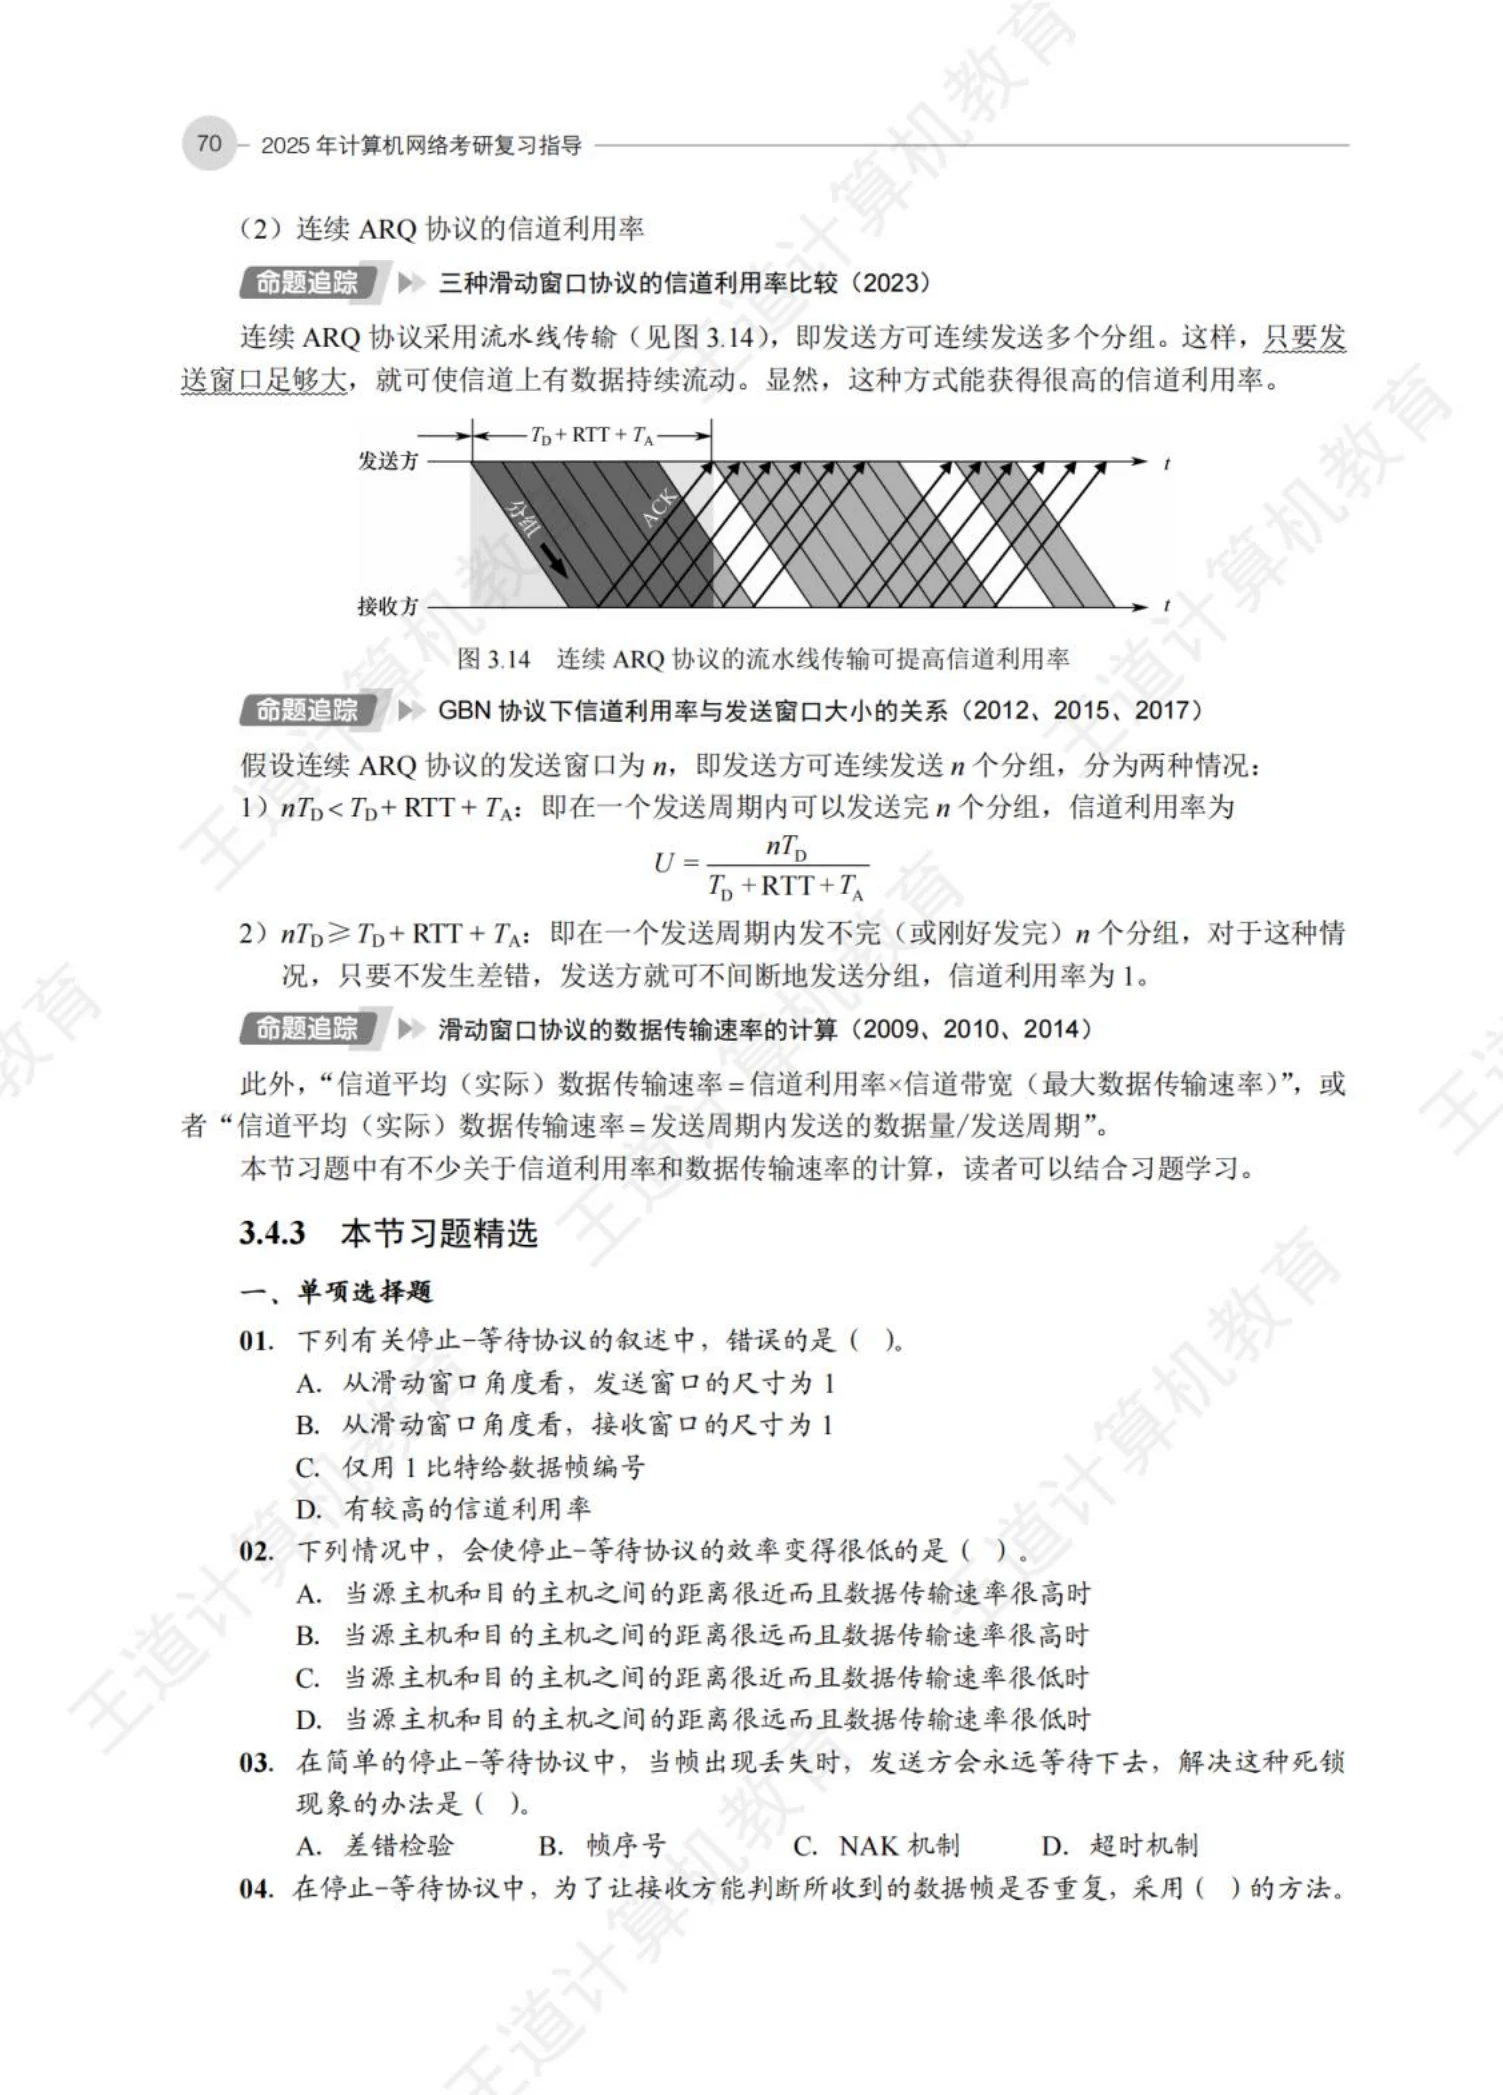 70 2025 年计算机网络考研复习指导
（2）连续 ARQ 协议的信道利用率
命题追踪 三种滑动窗口协议的信道利用率比较（2023）
连续 ARQ 协议采用流水线传输（见图 3.14），即发送方可连续发送多个分组。这样，只要发
送窗口足够大，就可使信道上有数据持续流动。显然，这种方式能获得很高的信道利用率。
T_D + RTT + T_A
发送方 t
分组 ACK
接收方 t
图 3.14 连续 ARQ 协议的流水线传输可提高信道利用率
命题追踪 GBN 协议下信道利用率与发送窗口大小的关系（2012、2015、2017）
假设连续 ARQ 协议的发送窗口为 n，即发送方可连续发送 n 个分组，分为两种情况：
1）nT_D < T_D + RTT + T_A：即在一个发送周期内可以发送完 n 个分组，信道利用率为
U = nT_D / (T_D + RTT + T_A)
2）nT_D ≥ T_D + RTT + T_A：即在一个发送周期内发不完（或刚好发完）n 个分组，对于这种情
况，只要不发生差错，发送方就可不间断地发送分组，信道利用率为 1。
命题追踪 滑动窗口协议的数据传输速率的计算（2009、2010、2014）
此外，“信道平均（实际）数据传输速率 = 信道利用率×信道带宽（最大数据传输速率）”，或
者“信道平均（实际）数据传输速率 = 发送周期内发送的数据量/发送周期”。
本节习题中有不少关于信道利用率和数据传输速率的计算，读者可以结合习题学习。
3.4.3 本节习题精选
一、单项选择题
01. 下列有关停止–等待协议的叙述中，错误的是（ ）。
A. 从滑动窗口角度看，发送窗口的尺寸为 1
B. 从滑动窗口角度看，接收窗口的尺寸为 1
C. 仅用 1 比特给数据帧编号
D. 有较高的信道利用率
02. 下列情况中，会使停止–等待协议的效率变得很低的是（ ）。
A. 当源主机和目的主机之间的距离很近而且数据传输速率很高时
B. 当源主机和目的主机之间的距离很远而且数据传输速率很高时
C. 当源主机和目的主机之间的距离很近而且数据传输速率很低时
D. 当源主机和目的主机之间的距离很远而且数据传输速率很低时
03. 在简单的停止–等待协议中，当帧出现丢失时，发送方会永远等待下去，解决这种死锁
现象的办法是（ ）。
A. 差错检验 B. 帧序号 C. NAK 机制 D. 超时机制
04. 在停止–等待协议中，为了让接收方能判断所收到的数据帧是否重复，采用（ ）的方法。
王道计算机教育